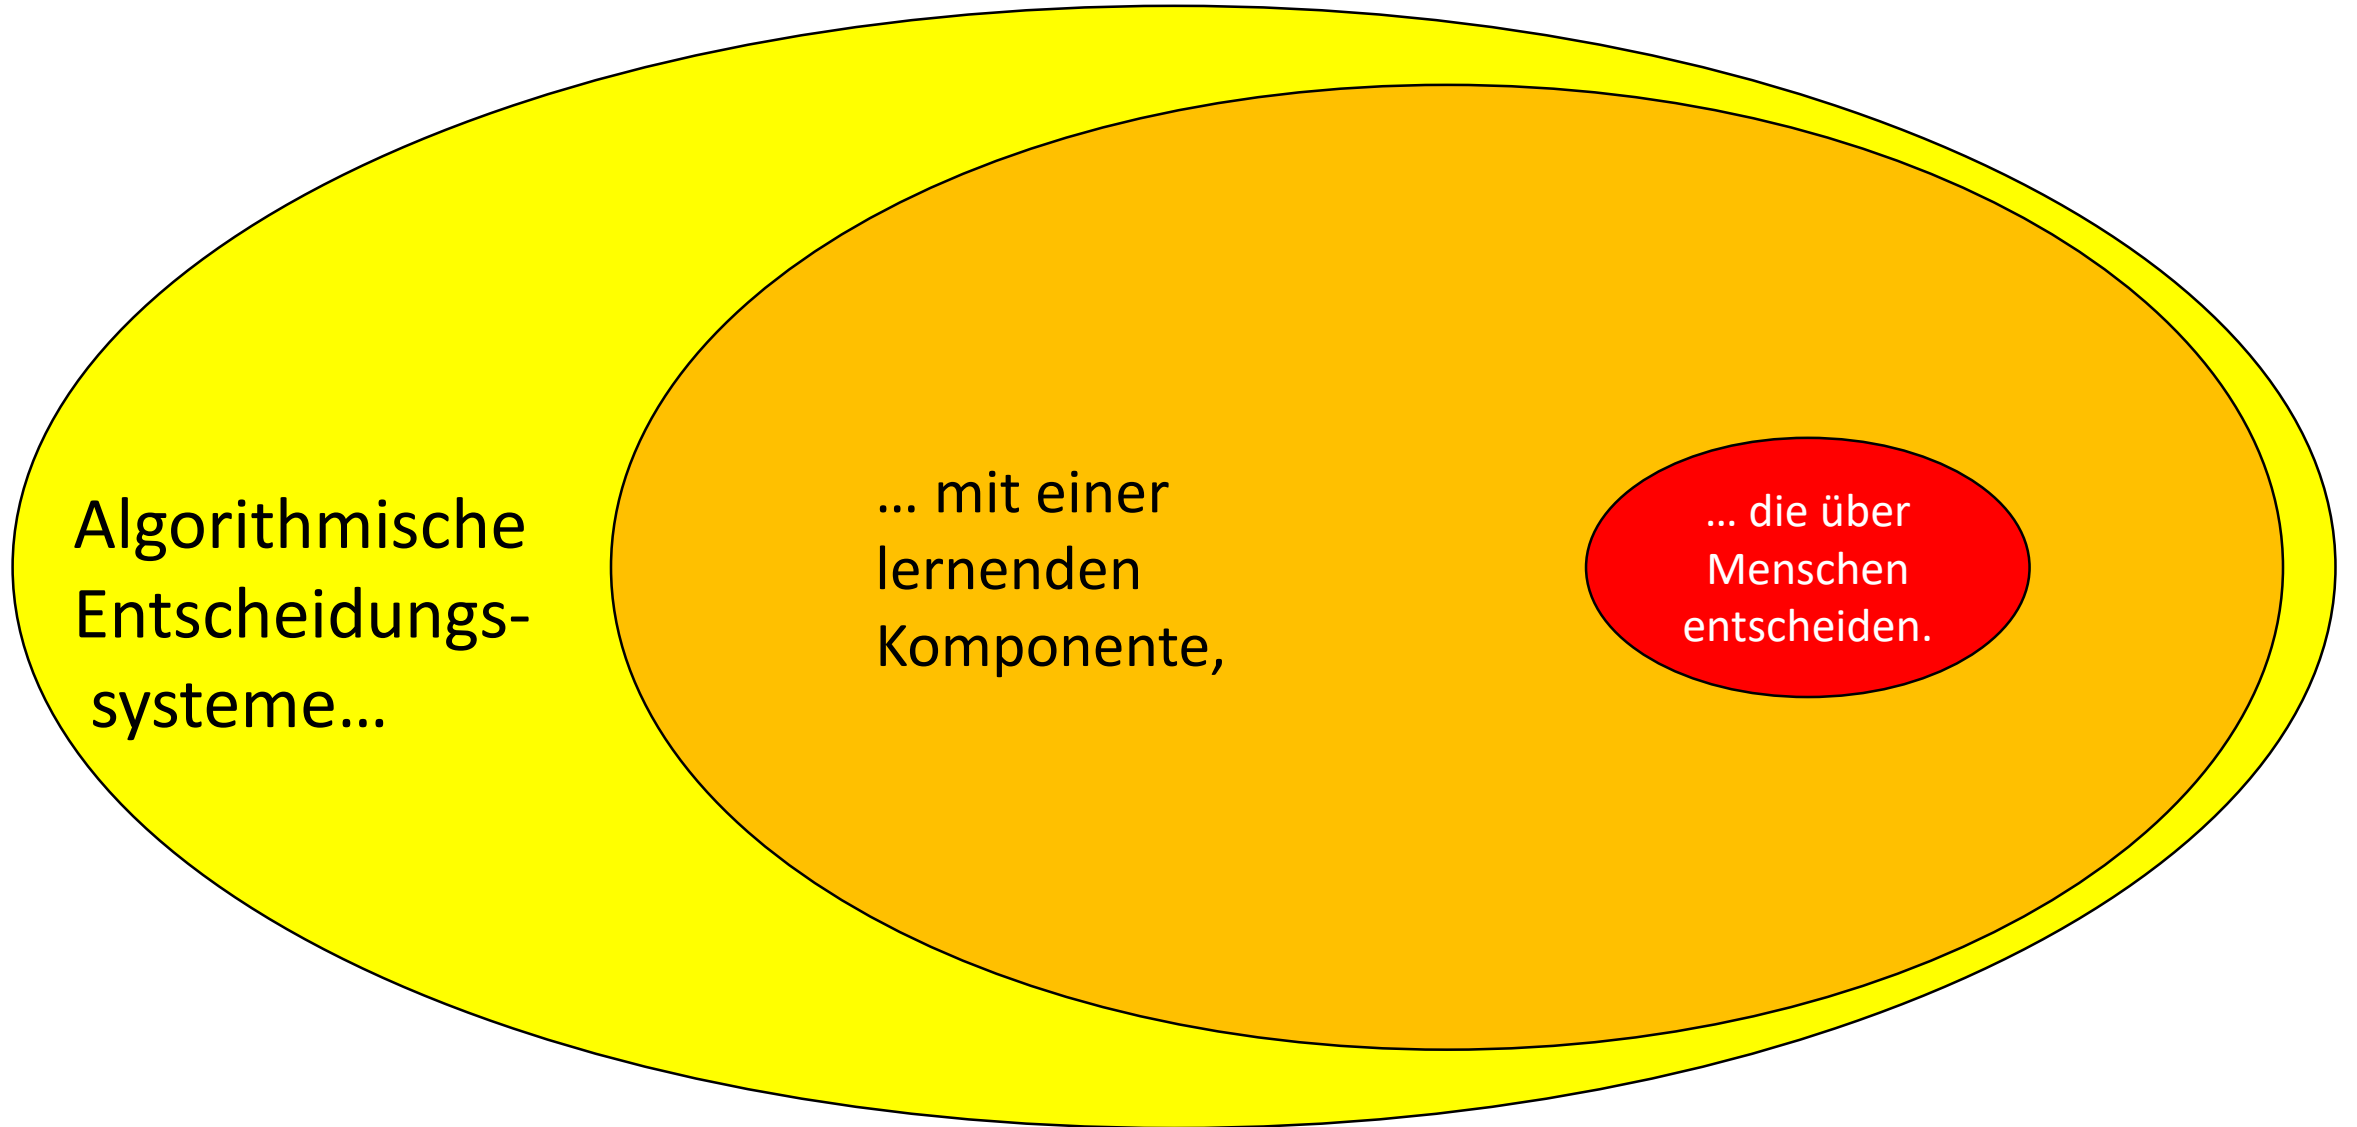 Algorithmische
Entscheidungs-
systeme…
… mit einer
lernenden
Komponente,
… die über
Menschen
entscheiden.